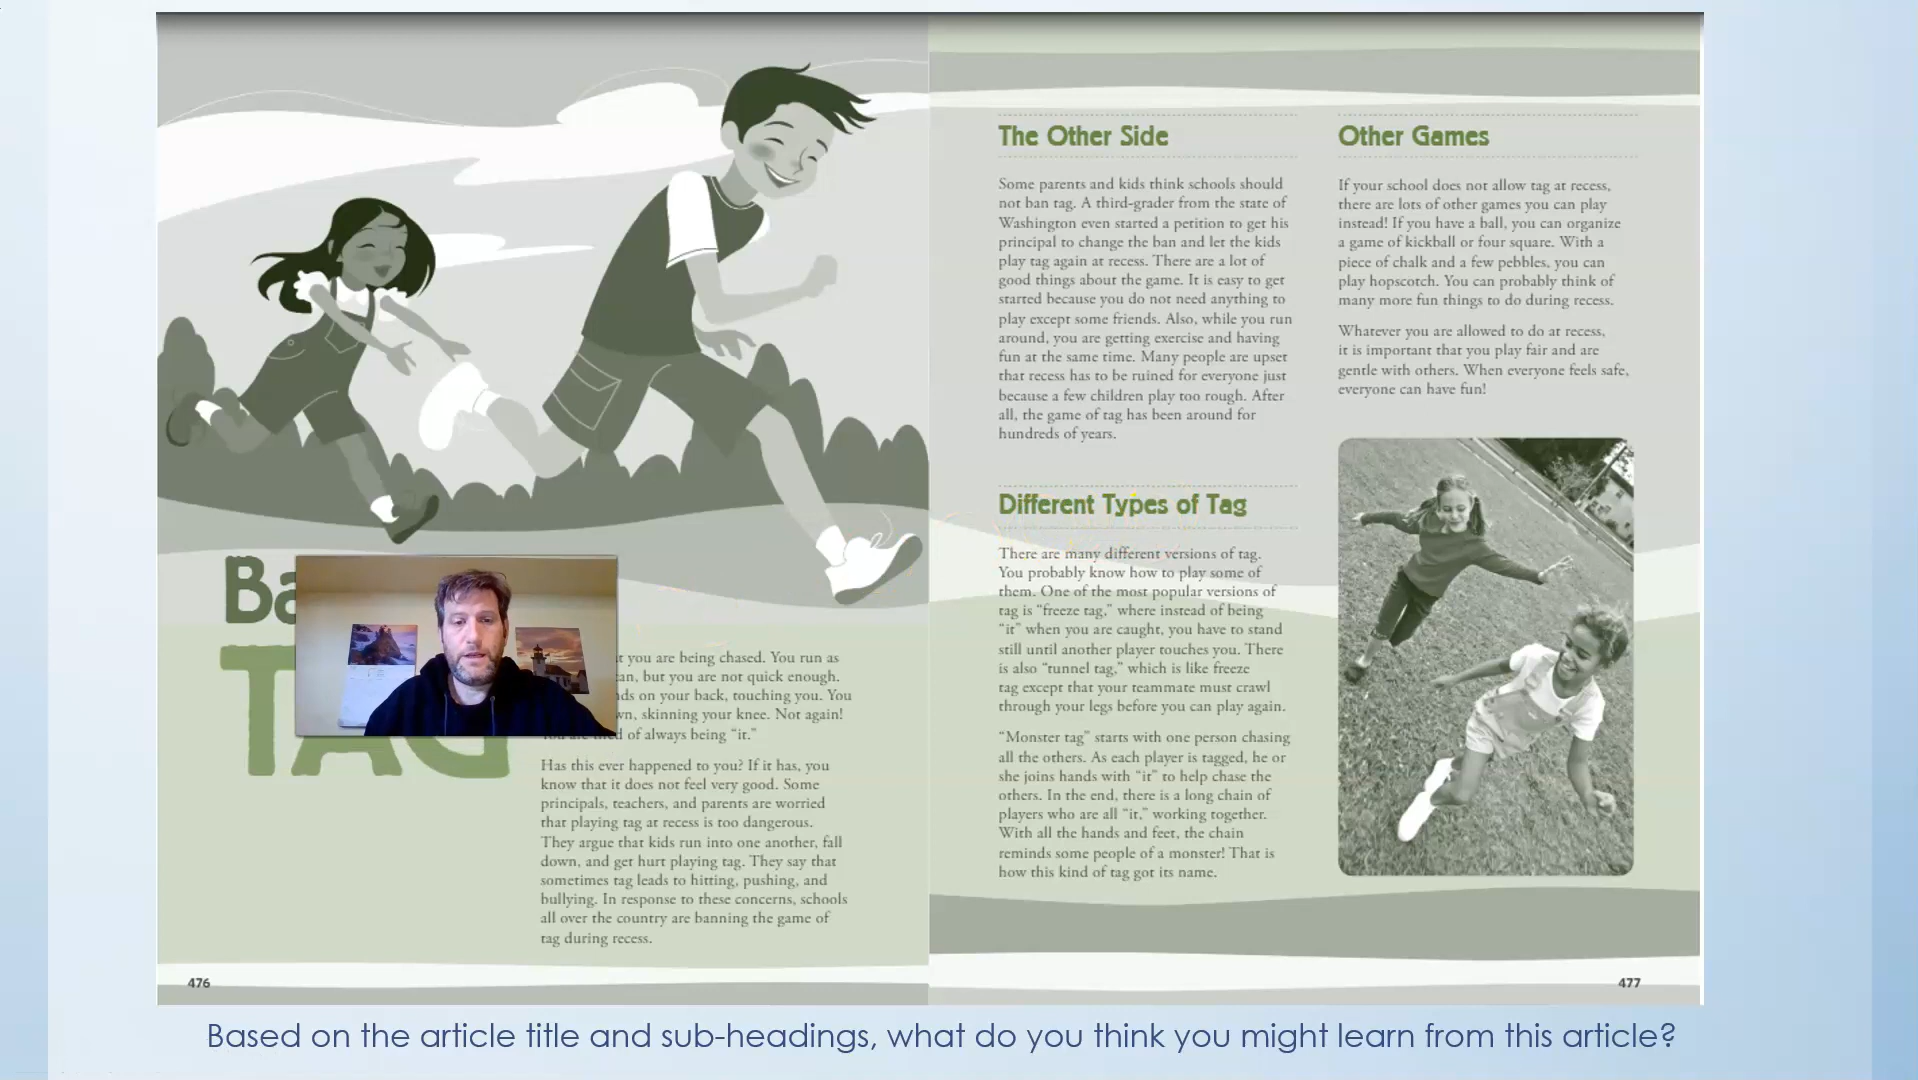 Ba
TAG
t you are being chased. You run as
an, but you are not quick enough.
ds on your back, touching you. You
wn, skinning your knee. Not again!
of always being “it.”
Has this ever happened to you? If it has, you
know that it does not feel very good. Some
principals, teachers, and parents are worried
that playing tag at recess is too dangerous.
They argue that kids run into one another, fall
down, and get hurt playing tag. They say that
sometimes tag leads to hitting, pushing, and
bullying. In response to these concerns, schools
all over the country are banning the game of
tag during recess.
476
The Other Side
Some parents and kids think schools should
not ban tag. A third-grader from the state of
Washington even started a petition to get his
principal to change the ban and let the kids
play tag again at recess. There are a lot of
good things about the game. It is easy to get
started because you do not need anything to
play except some friends. Also, while you run
around, you are getting exercise and having
fun at the same time. Many people are upset
that recess has to be ruined for everyone just
because a few children play too rough. After
all, the game of tag has been around for
hundreds of years.
Different Types of Tag
There are many different versions of tag.
You probably know how to play some of
them. One of the most popular versions of
tag is “freeze tag,” where instead of being
“it” when you are caught, you have to stand
still until another player touches you. There
is also “tunnel tag,” which is like freeze
tag except that your teammate must crawl
through your legs before you can play again.
“Monster tag” starts with one person chasing
all the others. As each player is tagged, he or
she joins hands with “it” to help chase the
others. In the end, there is a long chain of
players who are all “it,” working together.
With all the hands and feet, the chain
reminds some people of a monster! That is
how this kind of tag got its name.
Other Games
If your school does not allow tag at recess,
there are lots of other games you can play
instead! If you have a ball, you can organize
a game of kickball or four square. With a
piece of chalk and a few pebbles, you can
play hopscotch. You can probably think of
many more fun things to do during recess.
Whatever you are allowed to do at recess,
it is important that you play fair and are
gentle with others. When everyone feels safe,
everyone can have fun!
477
Based on the article title and sub-headings, what do you think you might learn from this article?